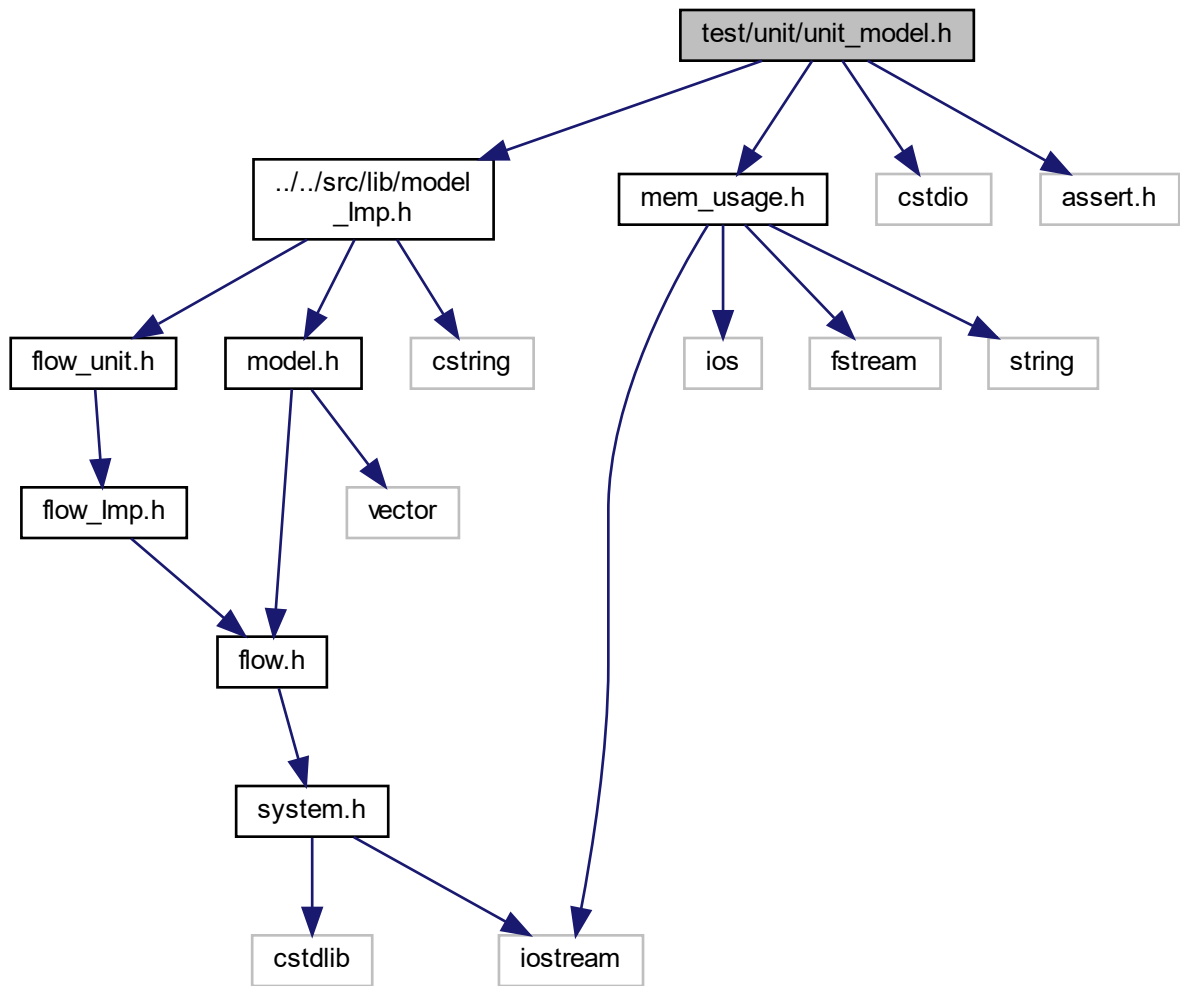 test/unit/unit_model.h
../../src/lib/model
_Imp.h
mem_usage.h
cstdio
assert.h
flow_unit.h
model.h
cstring
ios
fstream
string
flow_Imp.h
vector
flow.h
system.h
cstdlib
iostream